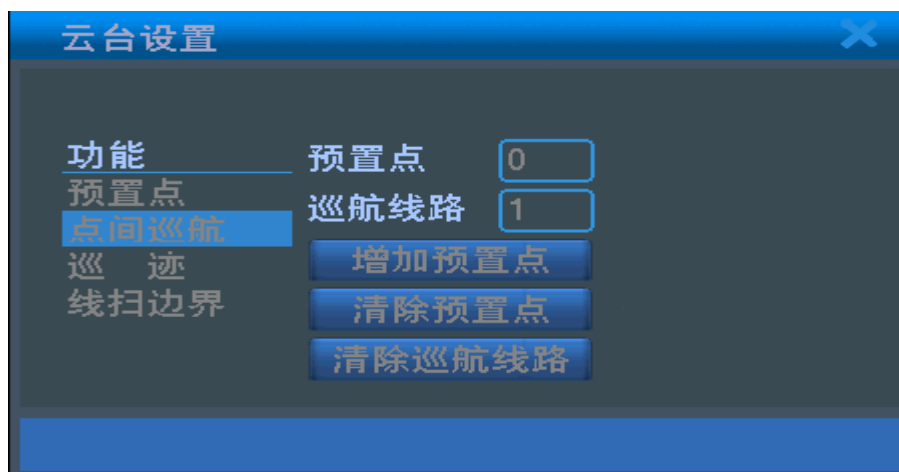 云台设置
功能
预置点
点间巡航
巡 迹
线扫边界
预置点 0
巡航线路 1
增加预置点
清除预置点
清除巡航线路